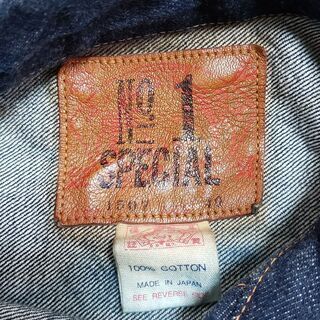 No 1
SPECIAL
100% COTTON
MADE IN JAPAN
SEE REVERSE